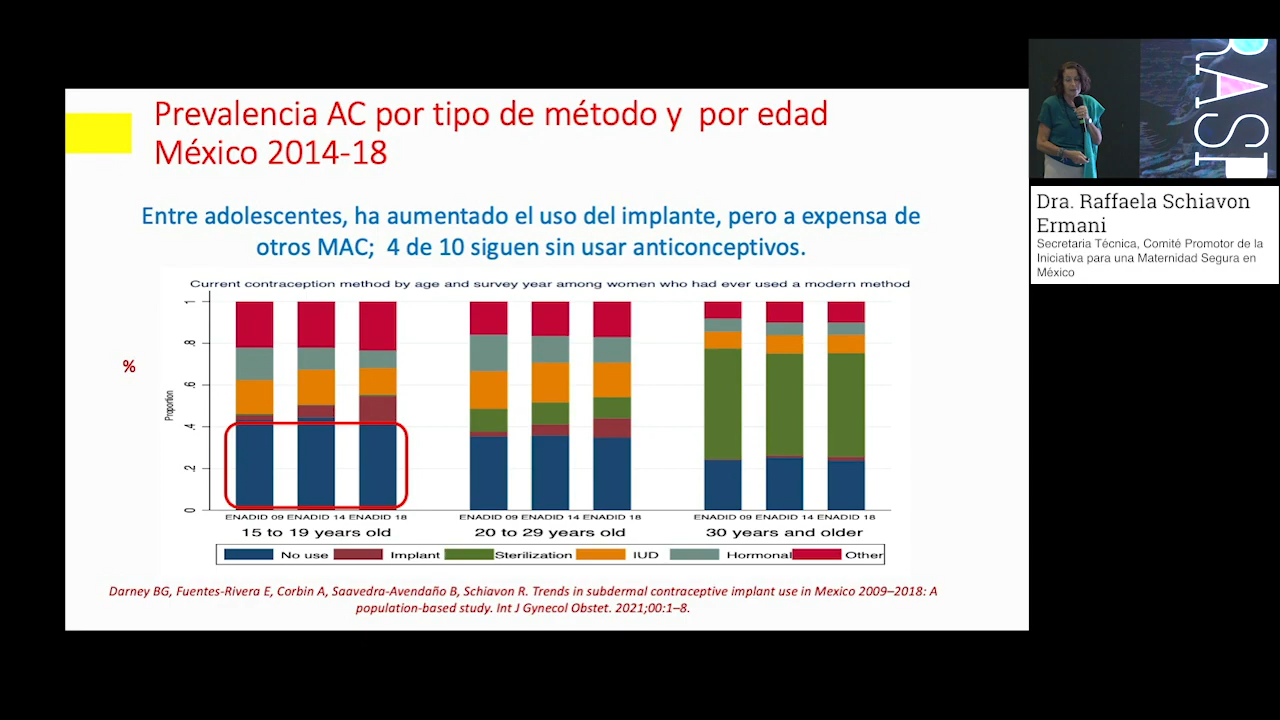 Prevalencia AC por tipo de método y por edad
México 2014-18
Entre adolescentes, ha aumentado el uso del implante, pero a expensa de
otros MAC; 4 de 10 siguen sin usar anticonceptivos.
Current contraception method by age and survey year among women who had ever used a modern method
%
Proportion
1
.8
.6
.4
.2
0
ENADID 09 ENADID 14 ENADID 18
ENADID 09 ENADID 14 ENADID 18
ENADID 09 ENADID 14 ENADID 18
15 to 19 years old
20 to 29 years old
30 years and older
No use Implant Sterilization IUD Hormonal Other
Darney BG, Fuentes-Rivera E, Corbin A, Saavedra-Avendaño B, Schiavon R. Trends in subdermal contraceptive implant use in Mexico 2009–2018: A
population-based study. Int J Gynecol Obstet. 2021;00:1–8.
RASP
Dra. Raffaela Schiavon
Ermani
Secretaria Técnica, Comité Promotor de la
Iniciativa para una Maternidad Segura en
México